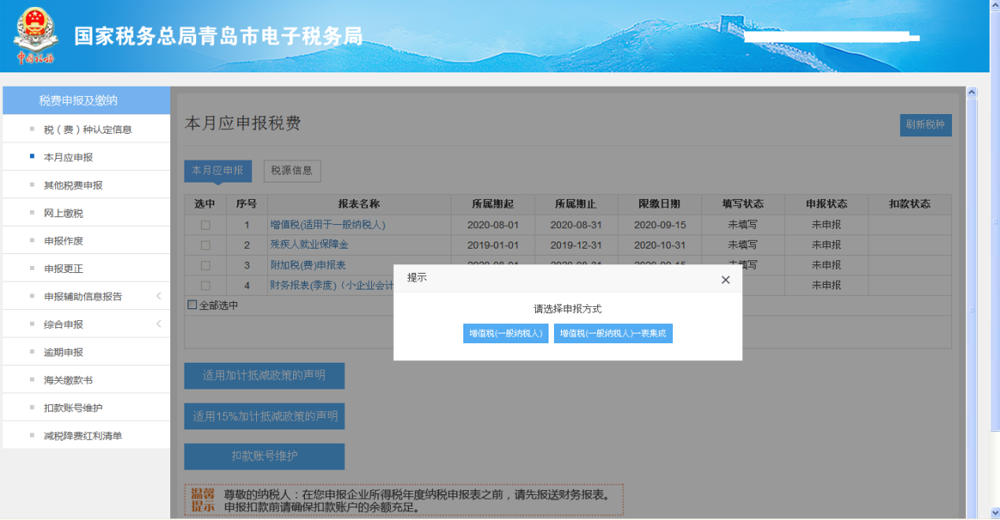 国家税务总局青岛市电子税务局
中国税务
税费申报及缴纳
税（费）种认定信息
本月应申报
其他税费申报
网上缴税
申报作废
申报更正
申报辅助信息报告
综合申报
逾期申报
海关缴款书
扣款账号维护
减税降费红利清单
本月应申报税费
刷新税种
本月应申报 税源信息
选中 序号 报表名称 所属期起 所属期止 限缴日期 填写状态 申报状态 扣款状态
1 增值税(适用于一般纳税人) 2020-08-01 2020-08-31 2020-09-15 未填写 未申报
2 残疾人就业保障金 2019-01-01 2019-12-31 2020-10-31 未填写 未申报
3 附加税(费)申报表 2020-08-01 2020-08-31 2020-09-15 未填写 未申报
4 财务报表(季度)（小企业会计 未申报
全部选中
提示
请选择申报方式
增值税(一般纳税人) 增值税(一般纳税人)一表集成
适用加计抵减政策的声明
适用15%加计抵减政策的声明
扣款账号维护
温馨提示
尊敬的纳税人：在您申报企业所得税年度纳税申报表之前，请先报送财务报表。
申报扣款前请确保扣款账户的余额充足。